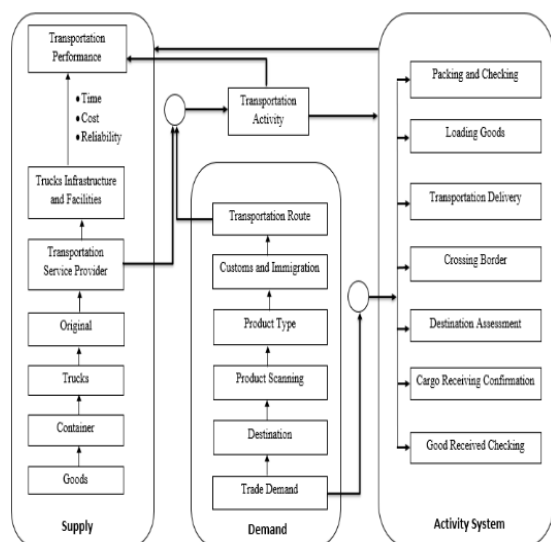 Transportation
Performance
• Time
• Cost
• Reliability
Trucks Infrastructure
and Facilities
Transportation
Service Provider
Original
Trucks
Container
Goods
Supply
Transportation
Activity
Transportation Route
Customs and Immigration
Product Type
Product Scanning
Destination
Trade Demand
Demand
Packing and Checking
Loading Goods
Transportation Delivery
Crossing Border
Destination Assessment
Cargo Receiving Confirmation
Good Received Checking
Activity System